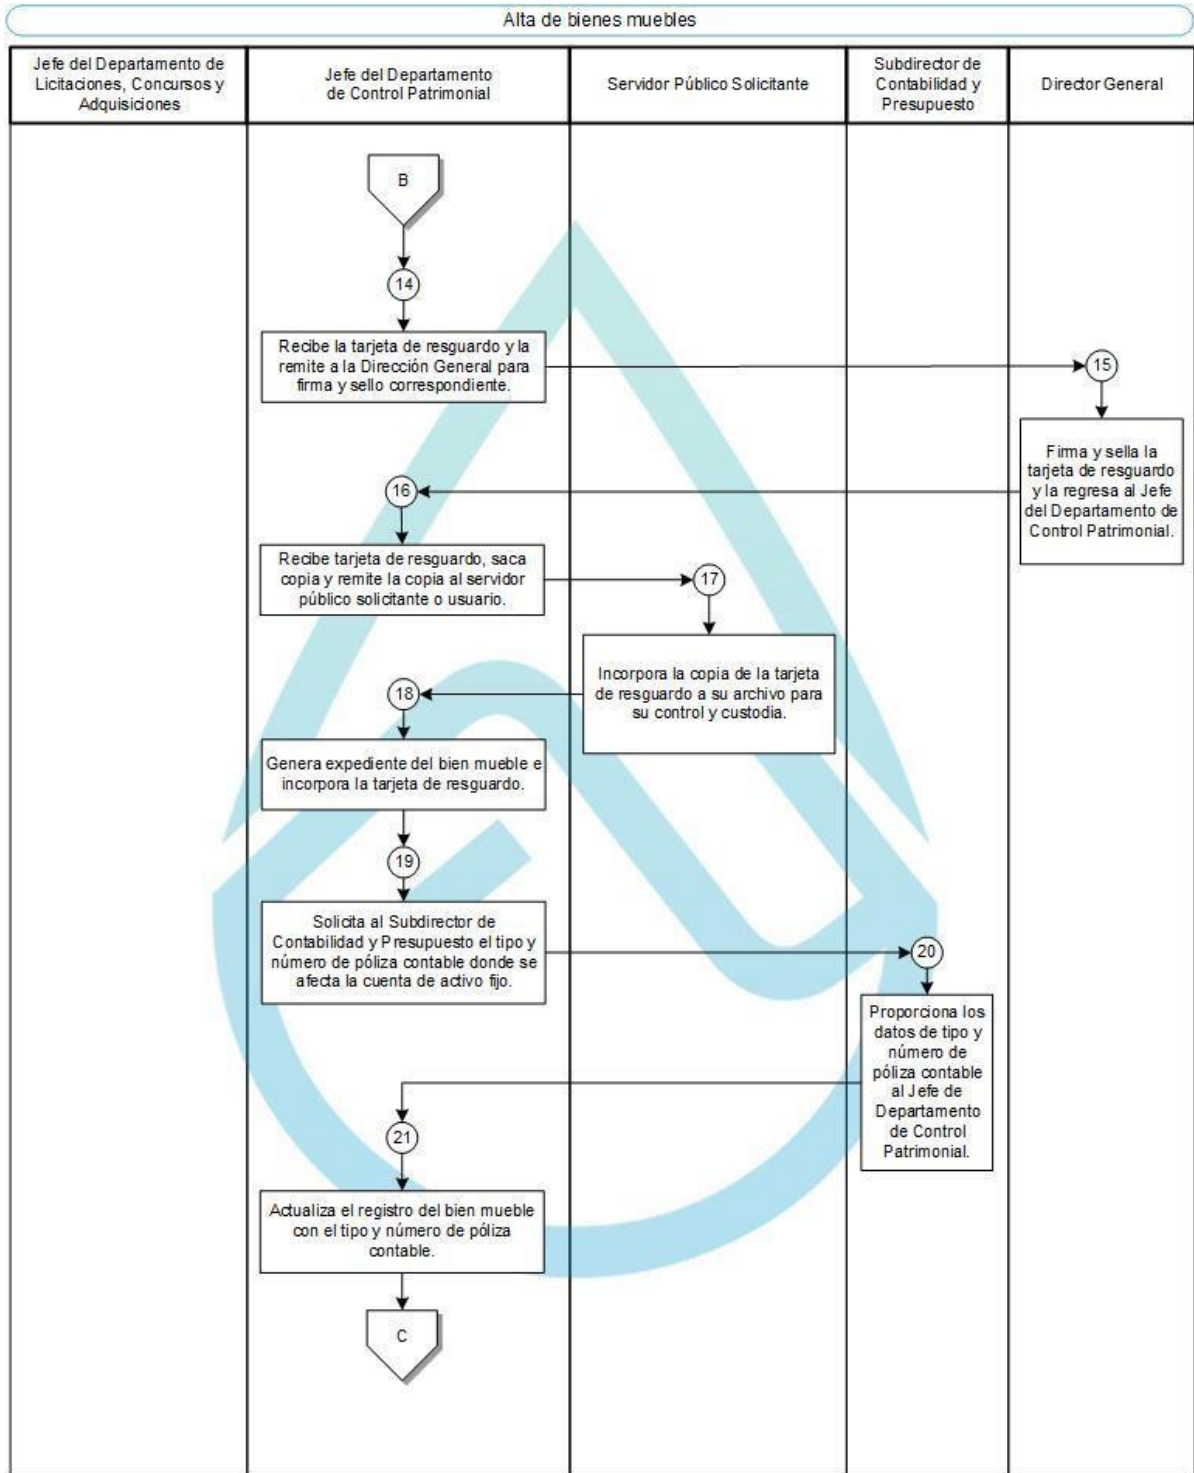 Alta de bienes muebles
Jefe del Departamento de
Licitaciones, Concursos y
Adquisiciones
Jefe del Departamento
de Control Patrimonial
Servidor Público Solicitante
Subdirector de
Contabilidad y
Presupuesto
Director General
B
14
Recibe la tarjeta de resguardo y la
remite a la Dirección General para
firma y sello correspondiente.
15
Firma y sella la
tarjeta de resguardo
y la regresa al Jefe
del Departamento de
Control Patrimonial.
16
Recibe tarjeta de resguardo, saca
copia y remite la copia al servidor
público solicitante o usuario.
17
Incorpora la copia de la tarjeta
de resguardo a su archivo para
su control y custodia.
18
Genera expediente del bien mueble e
incorpora la tarjeta de resguardo.
19
Solicita al Subdirector de
Contabilidad y Presupuesto el tipo y
número de póliza contable donde se
afecta la cuenta de activo fijo.
20
Proporciona los
datos de tipo y
número de
póliza contable
al Jefe de
Departamento
de Control
Patrimonial.
21
Actualiza el registro del bien mueble
con el tipo y número de póliza
contable.
C